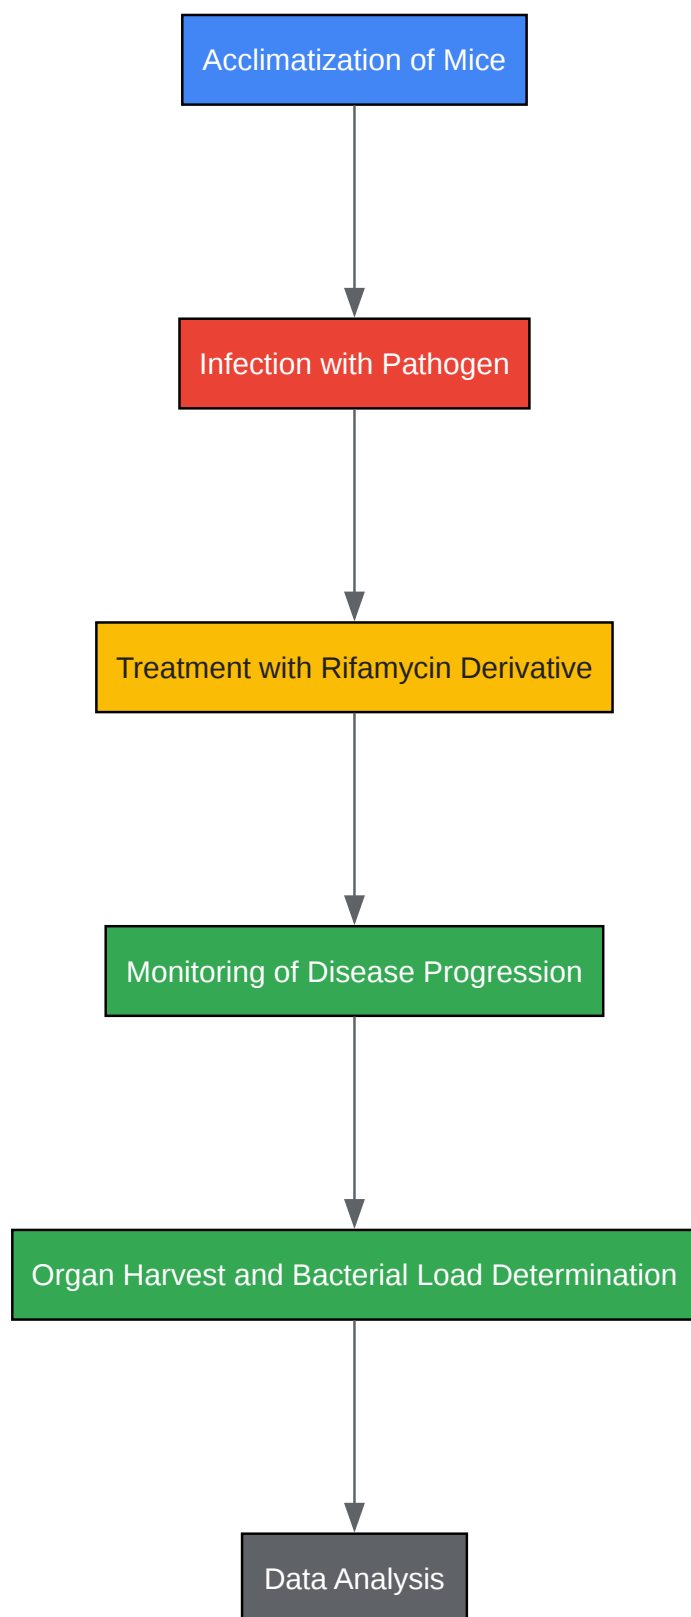 Acclimatization of Mice
Infection with Pathogen
Treatment with Rifamycin Derivative
Monitoring of Disease Progression
Organ Harvest and Bacterial Load Determination
Data Analysis